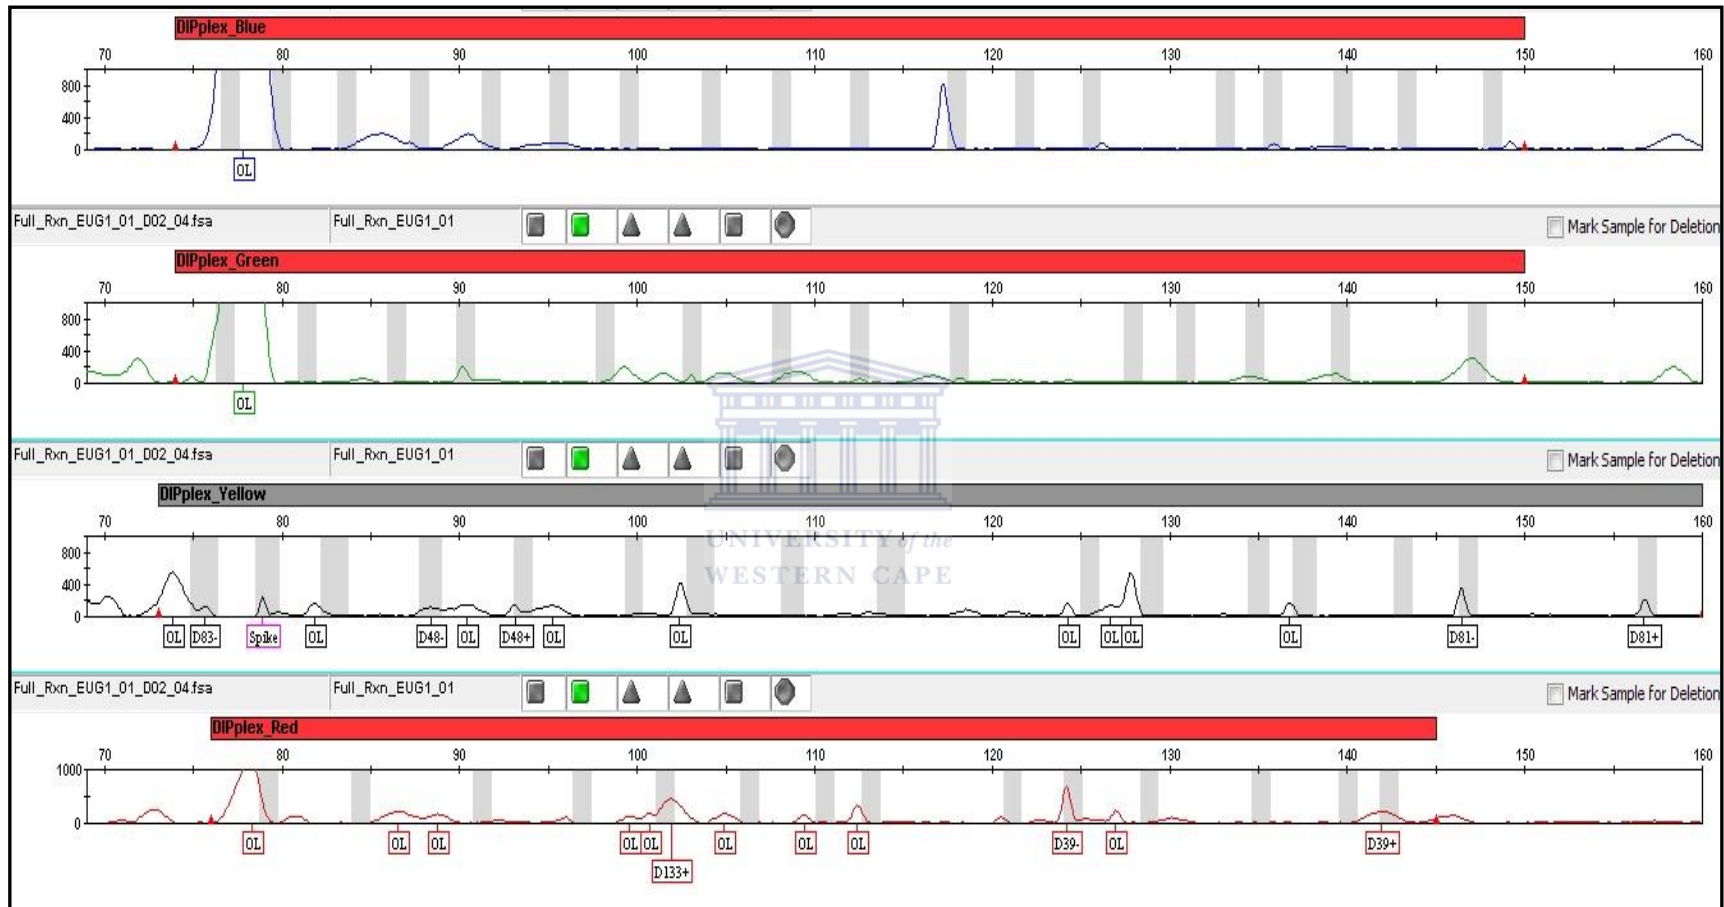 DIPplex_Blue
70 80 90 100 110 120 130 140 150 160
800
400
0
OL
Full_Rxn_EUG1_01_D02_04.fsa Full_Rxn_EUG1_01 Mark Sample for Deletion
DIPplex_Green
70 80 90 100 110 120 130 140 150 160
800
400
0
OL
Full_Rxn_EUG1_01_D02_04.fsa Full_Rxn_EUG1_01 Mark Sample for Deletion
DIPplex_Yellow
70 80 90 100 110 120 130 140 150 160
800
400
0
UNIVERSITY of the
WESTERN CAPE
OL D83- Spike OL D48- OL D48+ OL OL OL OL OL OL D81- D81+
Full_Rxn_EUG1_01_D02_04.fsa Full_Rxn_EUG1_01 Mark Sample for Deletion
DIPplex_Red
70 80 90 100 110 120 130 140 150 160
1000
0
OL OL OL OL OL OL OL OL D39- OL D39+
D133+